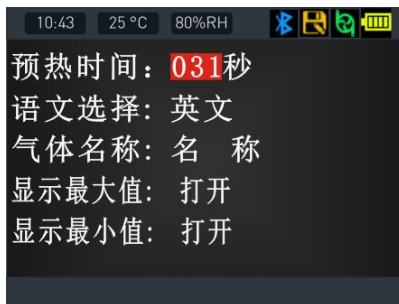 10:43 25 °C 80%RH
预热时间：031秒
语文选择：英文
气体名称：名 称
显示最大值： 打开
显示最小值： 打开